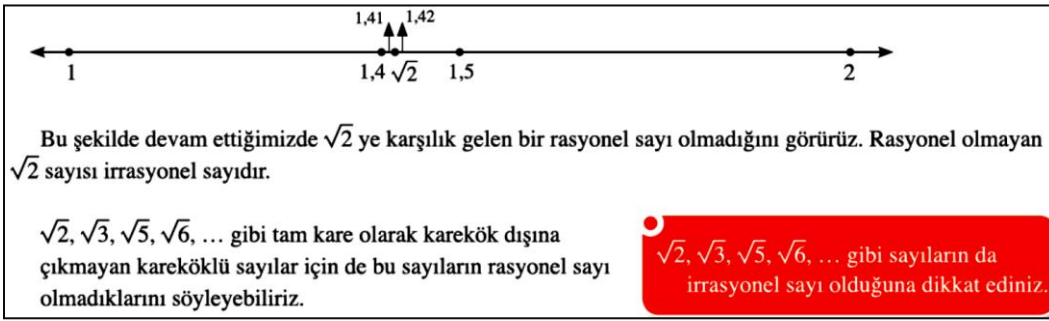 1,41 1,42
1 1,4 √2 1,5 2
Bu şekilde devam ettiğimizde √2 ye karşılık gelen bir rasyonel sayı olmadığını görürüz. Rasyonel olmayan
√2 sayısı irrasyonel sayıdır.
√2, √3, √5, √6, … gibi tam kare olarak karekök dışına
çıkmayan kareköklü sayılar için de bu sayıların rasyonel sayı
olmadıklarını söyleyebiliriz.
√2, √3, √5, √6, … gibi sayıların da
irrasyonel sayı olduğuna dikkat ediniz.